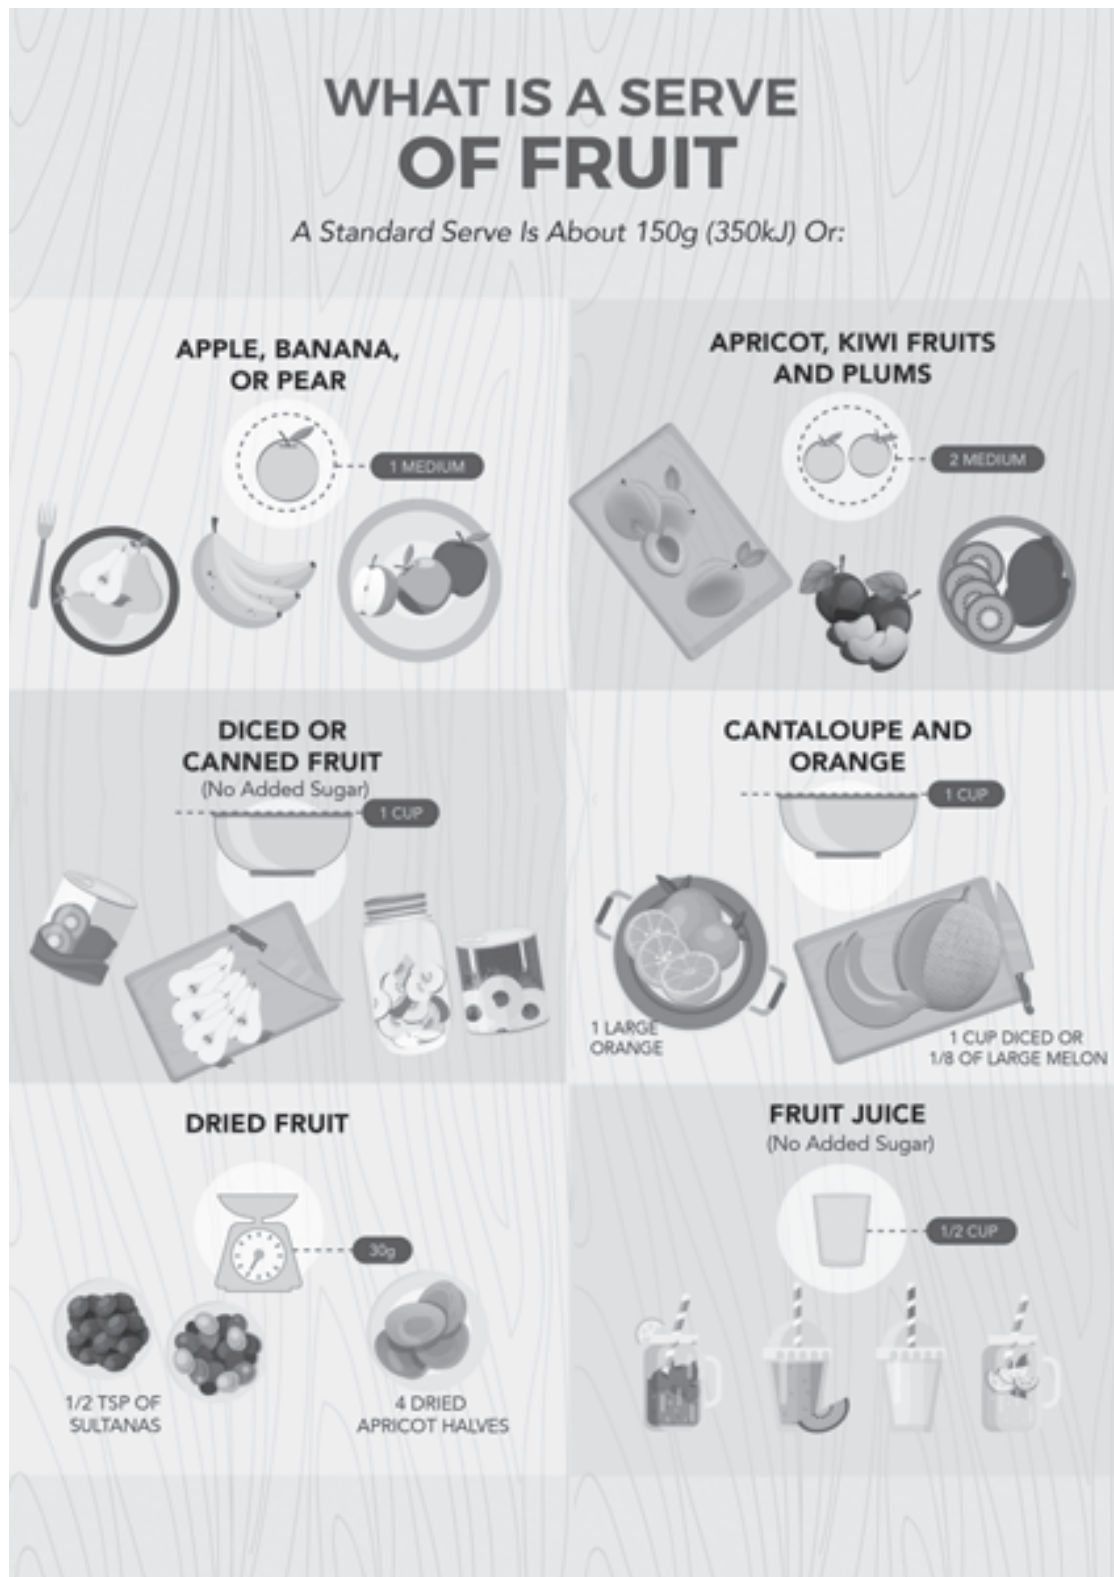 WHAT IS A SERVE
OF FRUIT
A Standard Serve Is About 150g (350kJ) Or:
APPLE, BANANA,
OR PEAR
1 MEDIUM
APRICOT, KIWI FRUITS
AND PLUMS
2 MEDIUM
DICED OR
CANNED FRUIT
(No Added Sugar)
1 CUP
CANTALOUPE AND
ORANGE
1 CUP
1 LARGE
ORANGE
1 CUP DICED OR
1/8 OF LARGE MELON
DRIED FRUIT
30g
1/2 TSP OF
SULTANAS
4 DRIED
APRICOT HALVES
FRUIT JUICE
(No Added Sugar)
1/2 CUP